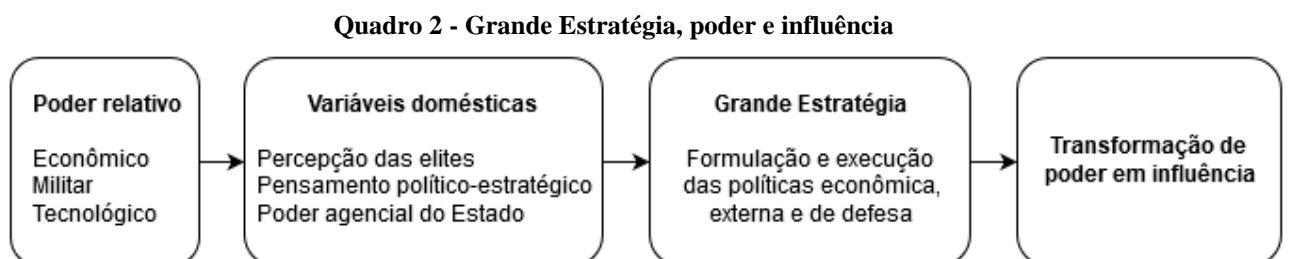 Quadro 2 - Grande Estratégia, poder e influência
Poder relativo
Econômico
Militar
Tecnológico
Variáveis domésticas
Percepção das elites
Pensamento político-estratégico
Poder agencial do Estado
Grande Estratégia
Formulação e execução
das políticas econômica,
externa e de defesa
Transformação de
poder em influência